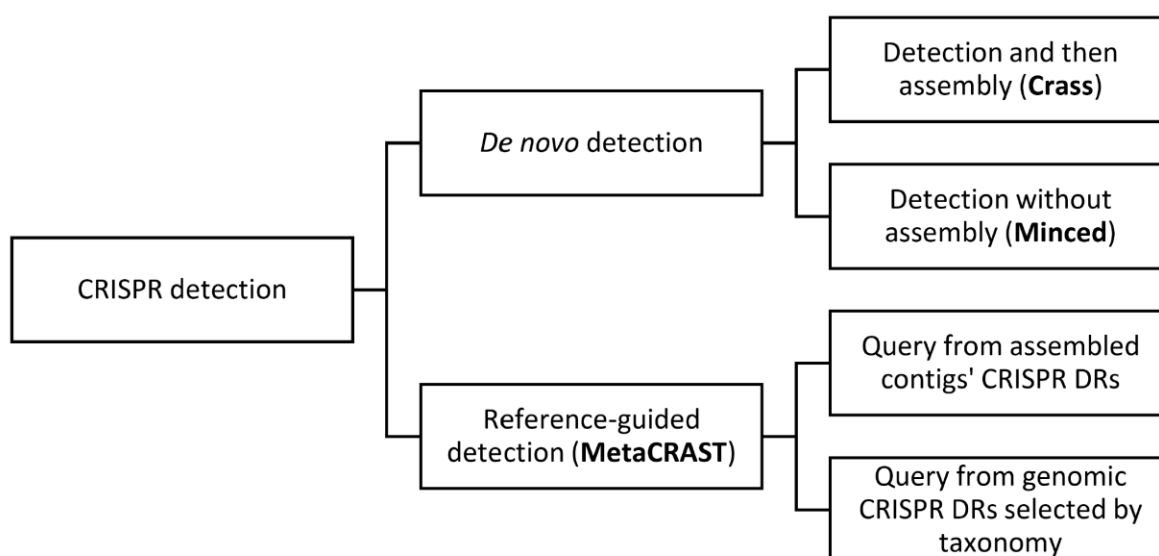 CRISPR detection
De novo detection
Detection and then
assembly (Crass)
Detection without
assembly (Minced)
Reference-guided
detection (MetaCRAST)
Query from assembled
contigs' CRISPR DRs
Query from genomic
CRISPR DRs selected by
taxonomy